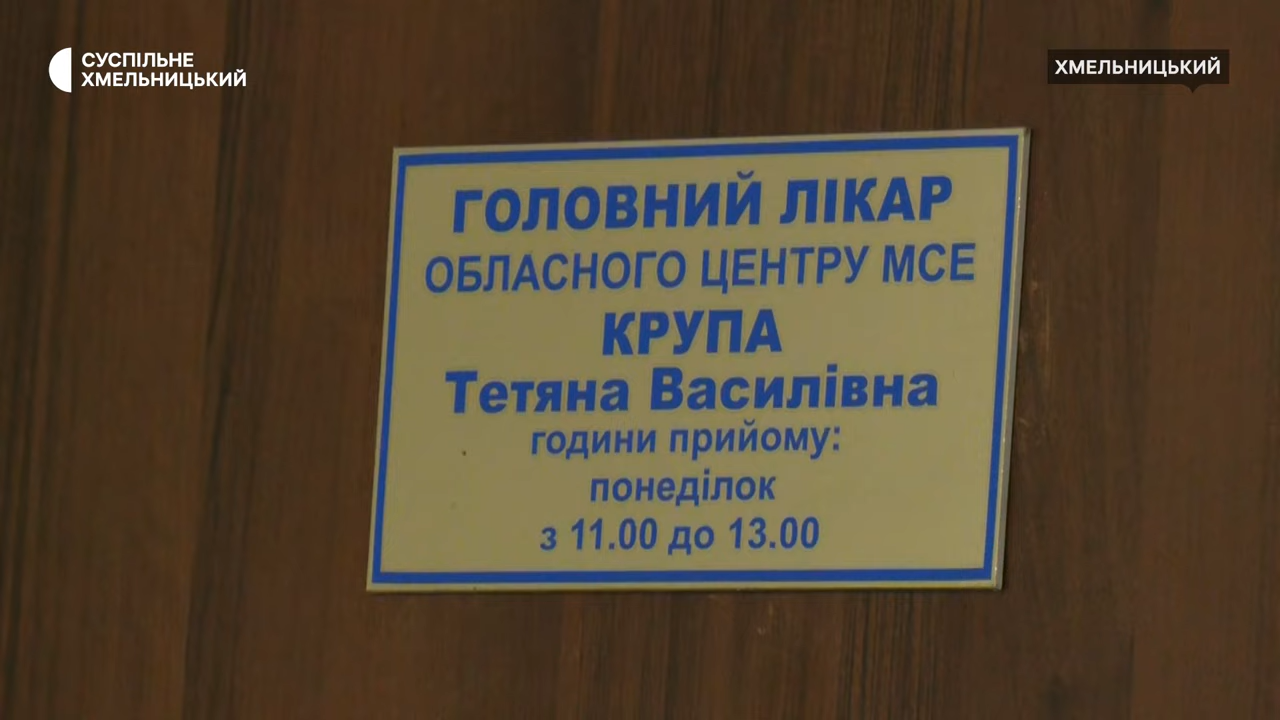 СУСПІЛЬНЕ
ХМЕЛЬНИЦЬКИЙ
ХМЕЛЬНИЦЬКИЙ
ГОЛОВНИЙ ЛІКАР
ОБЛАСНОГО ЦЕНТРУ МСЕ
КРУПА
Тетяна Василівна
години прийому:
понеділок
з 11.00 до 13.00